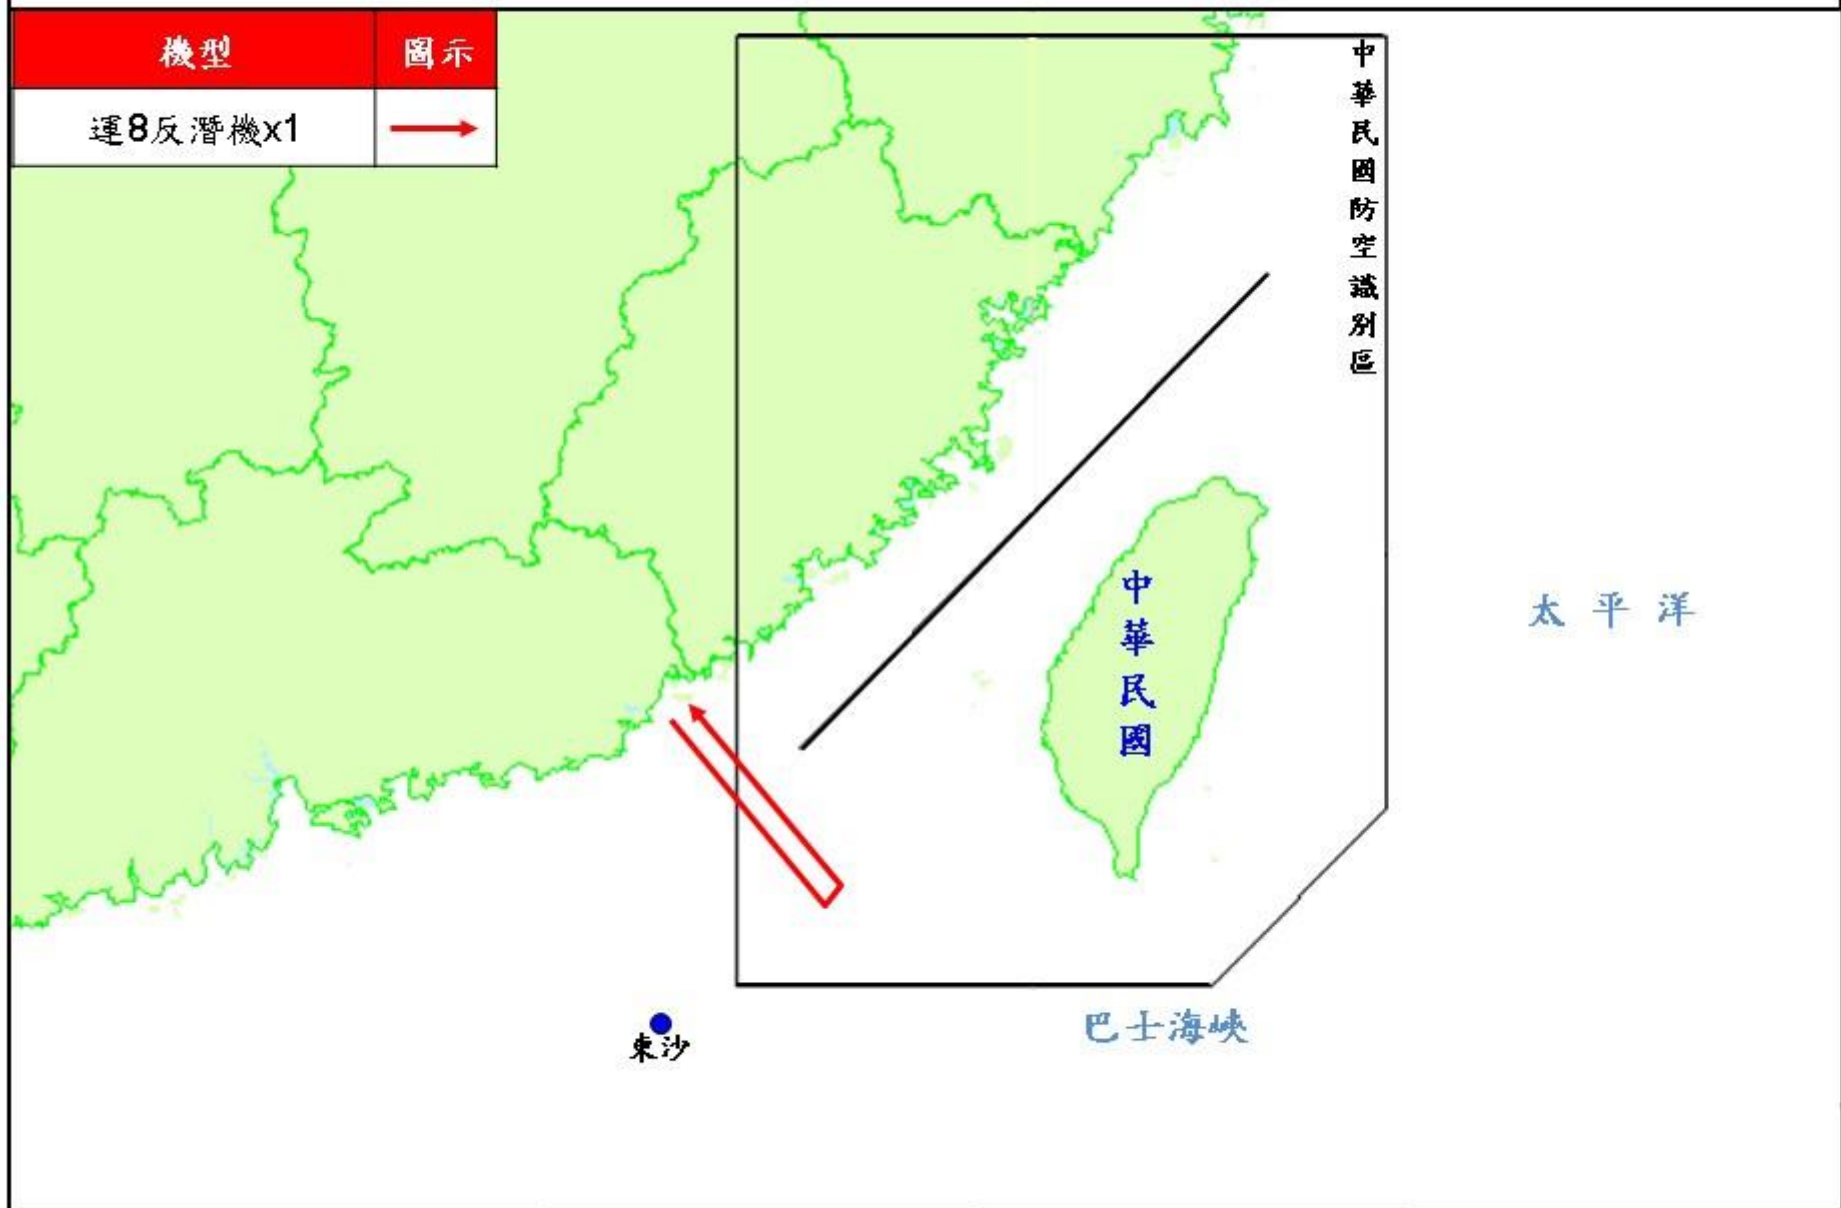 機型 圖示
運8反潛機x1
中華民國防空識別區
中華民國
太平洋
巴士海峽
東沙